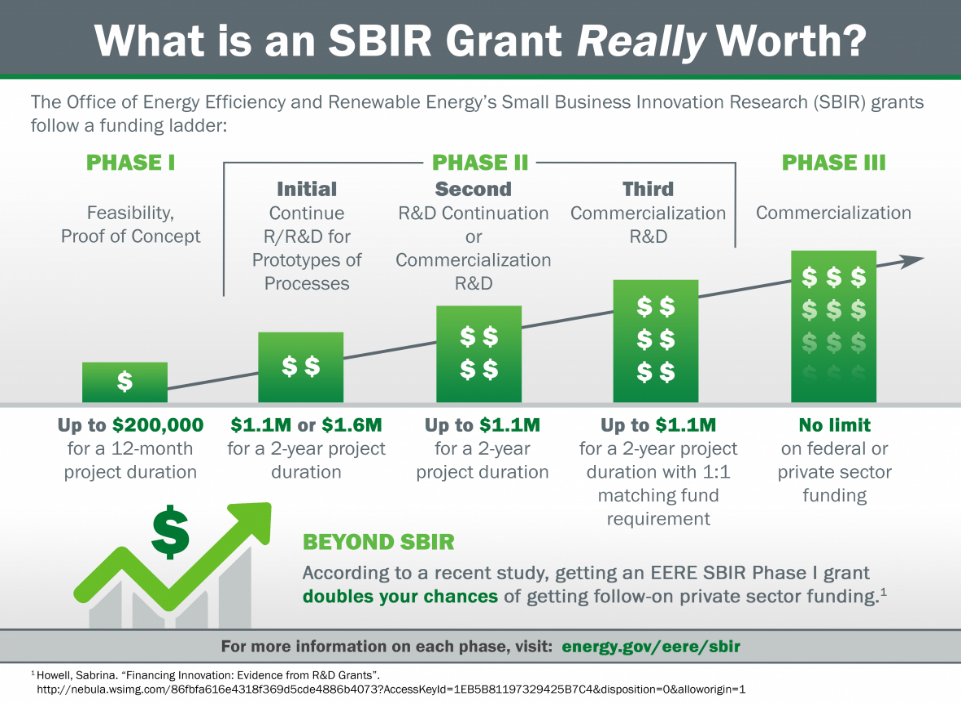 What is an SBIR Grant Really Worth?
The Office of Energy Efficiency and Renewable Energy's Small Business Innovation Research (SBIR) grants
follow a funding ladder:
PHASE I
Feasibility,
Proof of Concept
PHASE II
Initial
Continue
R/R&D for
Prototypes of
Processes
Second
R&D Continuation
or
Commercialization
R&D
Third
Commercialization
R&D
PHASE III
Commercialization
$
$ $
$ $
$ $
$ $
$ $
$ $
$ $ $
$ $ $
$ $ $
$ $ $
Up to $200,000
for a 12-month
project duration
$1.1M or $1.6M
for a 2-year project
duration
Up to $1.1M
for a 2-year
project duration
Up to $1.1M
for a 2-year project
duration with 1:1
matching fund
requirement
No limit
on federal or
private sector
funding
$
BEYOND SBIR
According to a recent study, getting an EERE SBIR Phase I grant
doubles your chances of getting follow-on private sector funding.1
For more information on each phase, visit: energy.gov/eere/sbir
1 Howell, Sabrina. "Financing Innovation: Evidence from R&D Grants".
http://nebula.wsimg.com/86fbfa616e4318f369d5cde4886b4073?AccessKeyId=1EB5B81197329425B7C4&disposition=0&alloworigin=1